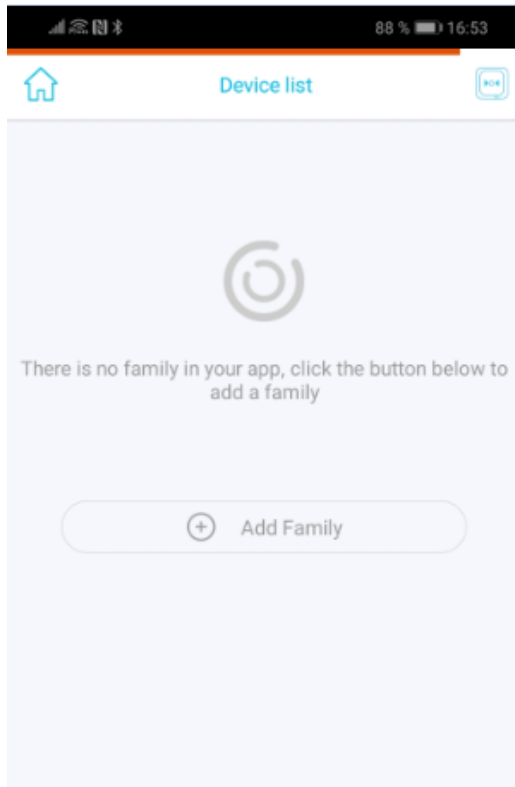 88 % 16:53
Device list
There is no family in your app, click the button below to
add a family
Add Family